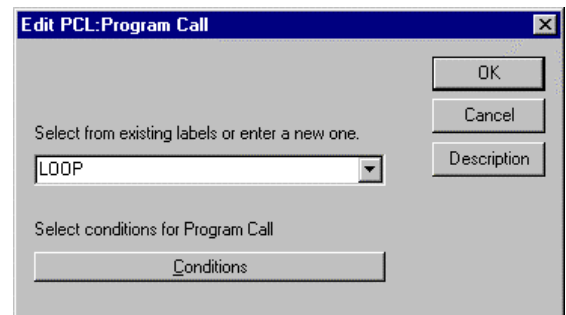 Edit PCL:Program Call
OK
Cancel
Select from existing labels or enter a new one.
Description
LOOP
Select conditions for Program Call
Conditions